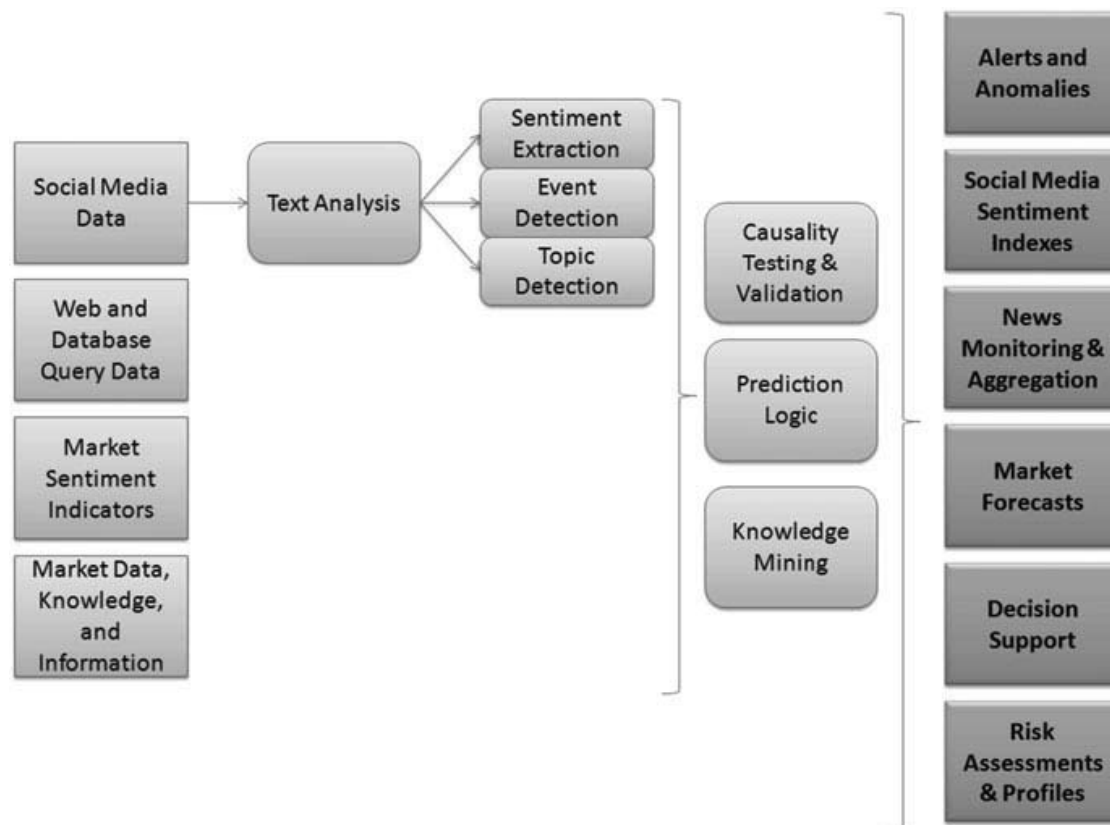 Social Media
Data
Web and
Database
Query Data
Market
Sentiment
Indicators
Market Data,
Knowledge,
and
Information
Text Analysis
Sentiment
Extraction
Event
Detection
Topic
Detection
Causality
Testing &
Validation
Prediction
Logic
Knowledge
Mining
Alerts and
Anomalies
Social Media
Sentiment
Indexes
News
Monitoring &
Aggregation
Market
Forecasts
Decision
Support
Risk
Assessments
& Profiles